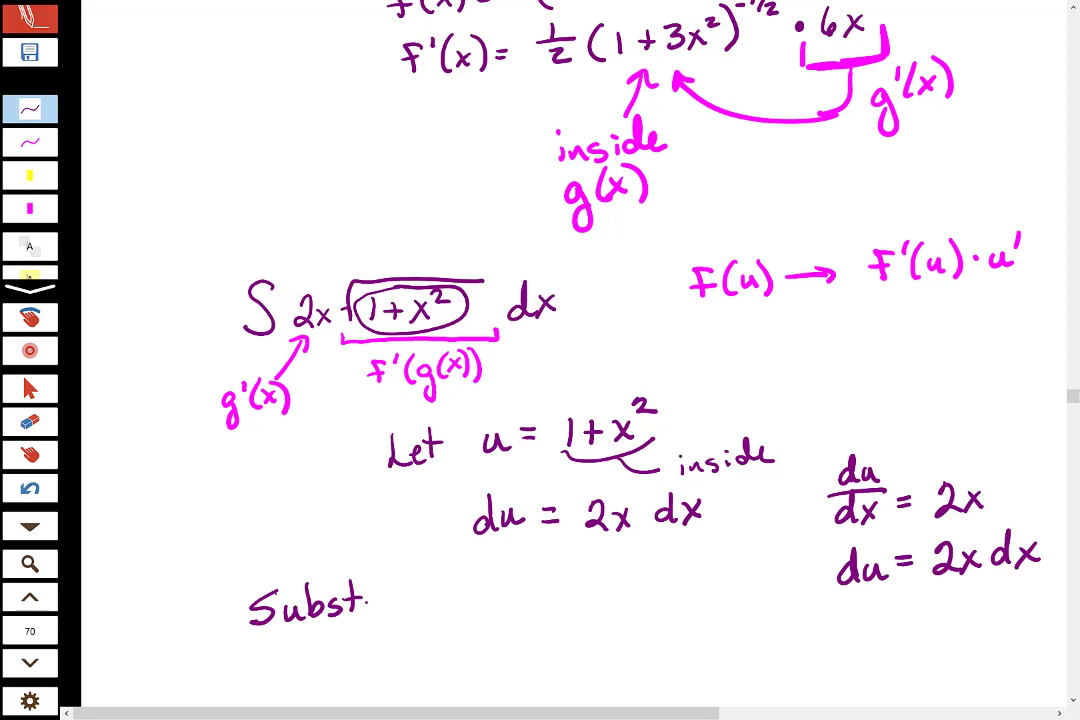 F'(x) = 1/2 (1 + 3x²)^(-1/2) · 6x
g'(x)
inside
g(x)
F(u) → F'(u) · u'
∫ 2x √(1 + x²) dx
g'(x)
F'(g(x))
Let u = 1 + x²
inside
du = 2x dx
du/dx = 2x
du = 2x dx
Subst
A
70